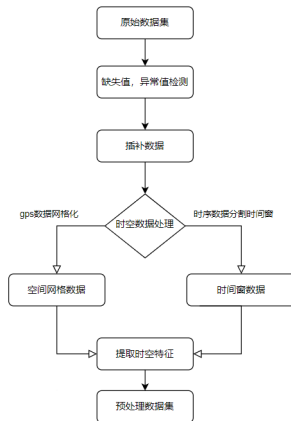 原始数据集
缺失值，异常值检测
插补数据
gps数据网格化
时空数据处理
时序数据分割时间窗
空间网格数据
时间窗数据
提取时空特征
预处理数据集